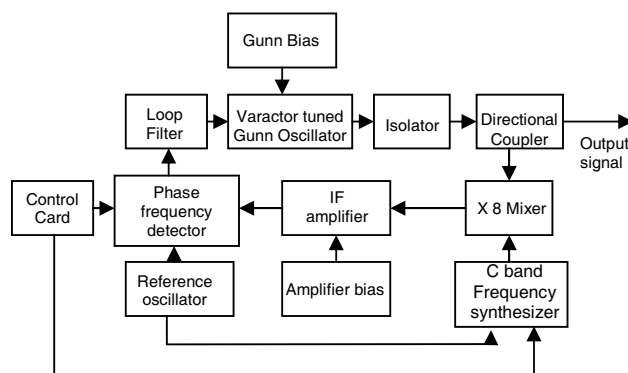 Gunn Bias
Loop
Filter
Varactor tuned
Gunn Oscillator
Isolator
Directional
Coupler
Output
signal
Control
Card
Phase
frequency
detector
IF
amplifier
X 8 Mixer
Reference
oscillator
Amplifier bias
C band
Frequency
synthesizer